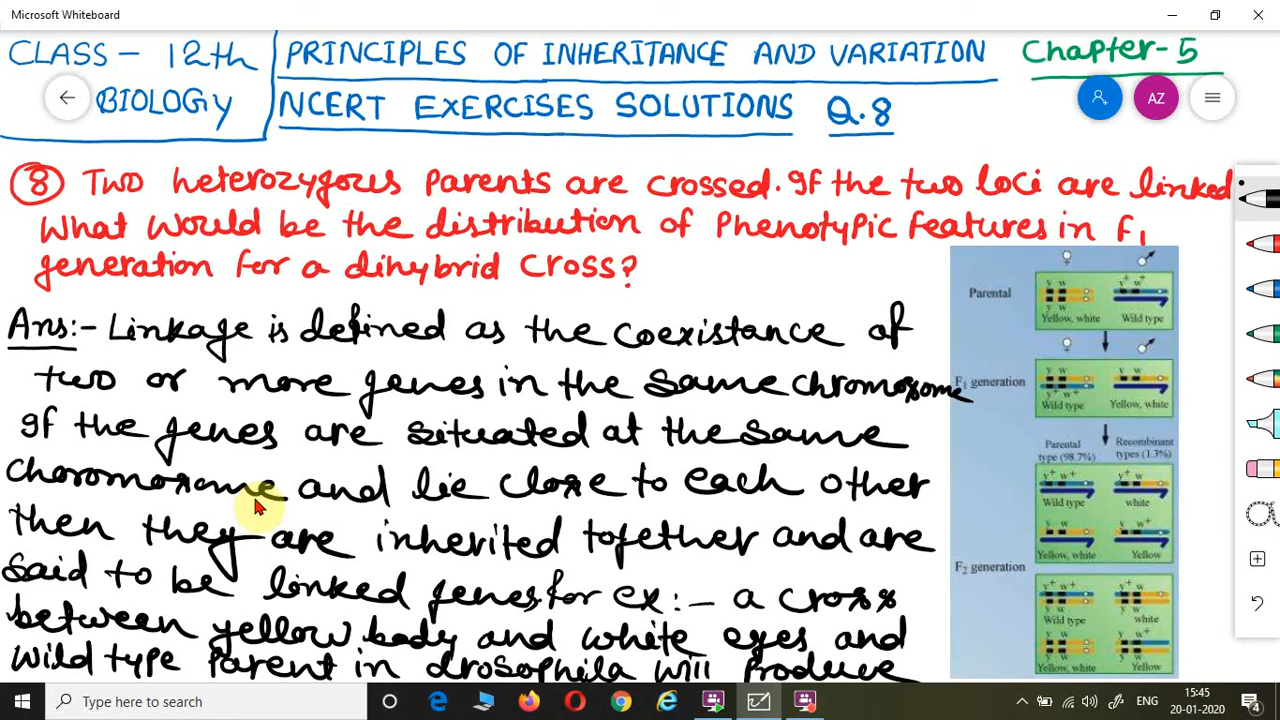 Microsoft Whiteboard
CLASS - 12th
BIOLOGY
PRINCIPLES OF INHERITANCE AND VARIATION
NCERT EXERCISES SOLUTIONS Q.8
Chapter-5
AZ
8 Two heterozygous Parents are crossed. If the two loci are linked
What Would be the distribution of Phenotypic Features in F1
generation for a dihybrid Cross?
Ans:- Linkage is defined as the coexistance of
two or more genes in the same chromosome
If the genes are situated at the same
choromosome and lie close to each other
then they are inherited together and are
said to be linked genes. for ex:- a cross
between yellow body and white eyes and
wild type Parent in drosophila will Produce
♀ ♂
y w y+ w+
Parental
y w
Yellow, white Wild type
♀ ♂
F1 generation
y w y w
y+ w+
Wild type Yellow, white
Parental Recombinant
type (98.7%) types (1.3%)
y+ w+ y+ w
Wild type white
y w y w+
Yellow, white Yellow
F2 generation
y+ w+ y+ w
y w y w
Wild type white
y w y w+
y w y w
Yellow, white Yellow
Type here to search
ENG
15:45
20-01-2020
4